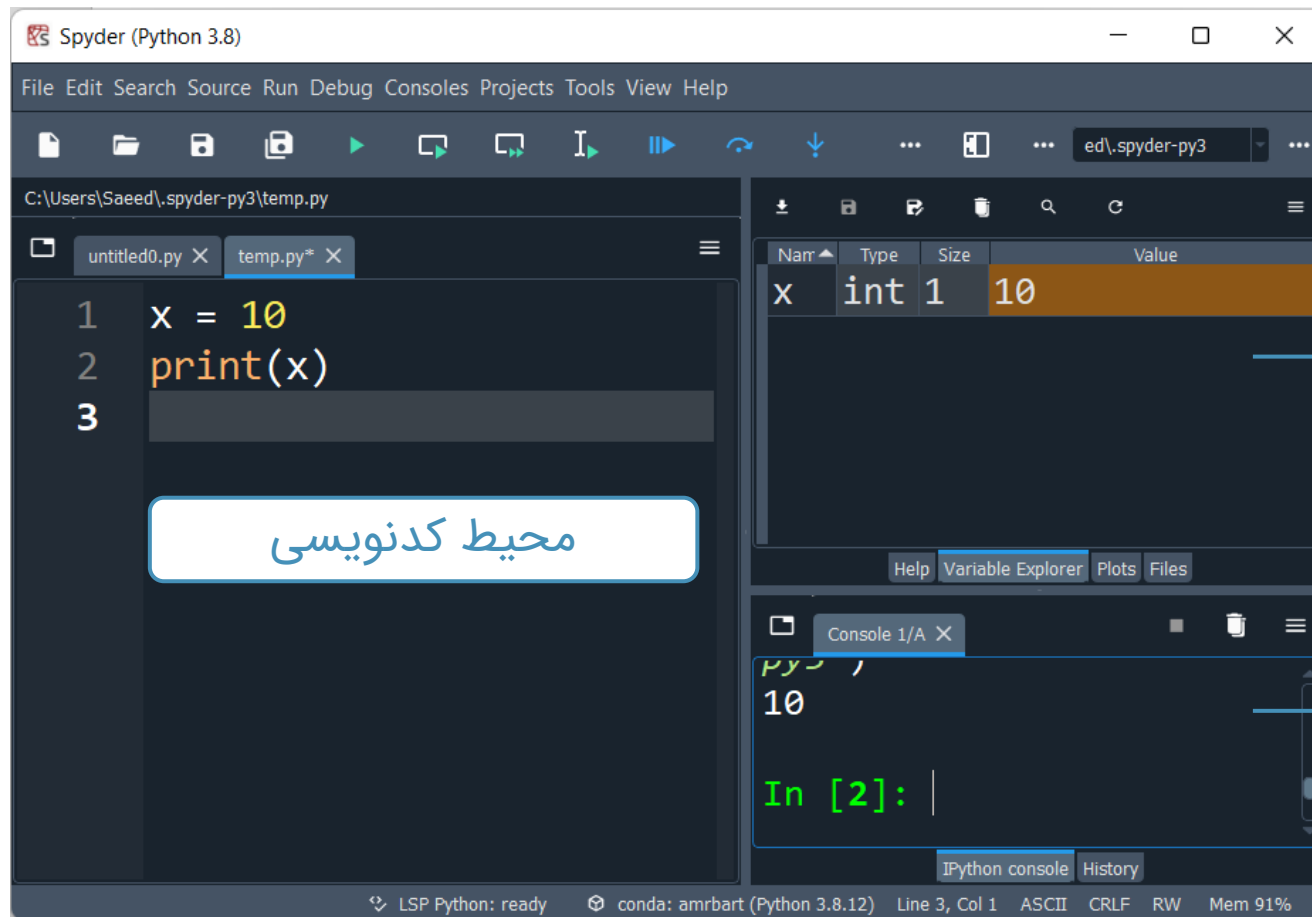 Spyder (Python 3.8)
File Edit Search Source Run Debug Consoles Projects Tools View Help
ed\.spyder-py3
C:\Users\Saeed\.spyder-py3\temp.py
untitled0.py
temp.py*
1 x = 10
2 print(x)
3
محیط کدنویسی
Nam Type Size Value
x int 1 10
Help Variable Explorer Plots Files
Console 1/A
py3')
10
In [2]:
IPython console History
LSP Python: ready conda: amrbart (Python 3.8.12) Line 3, Col 1 ASCII CRLF RW Mem 91%